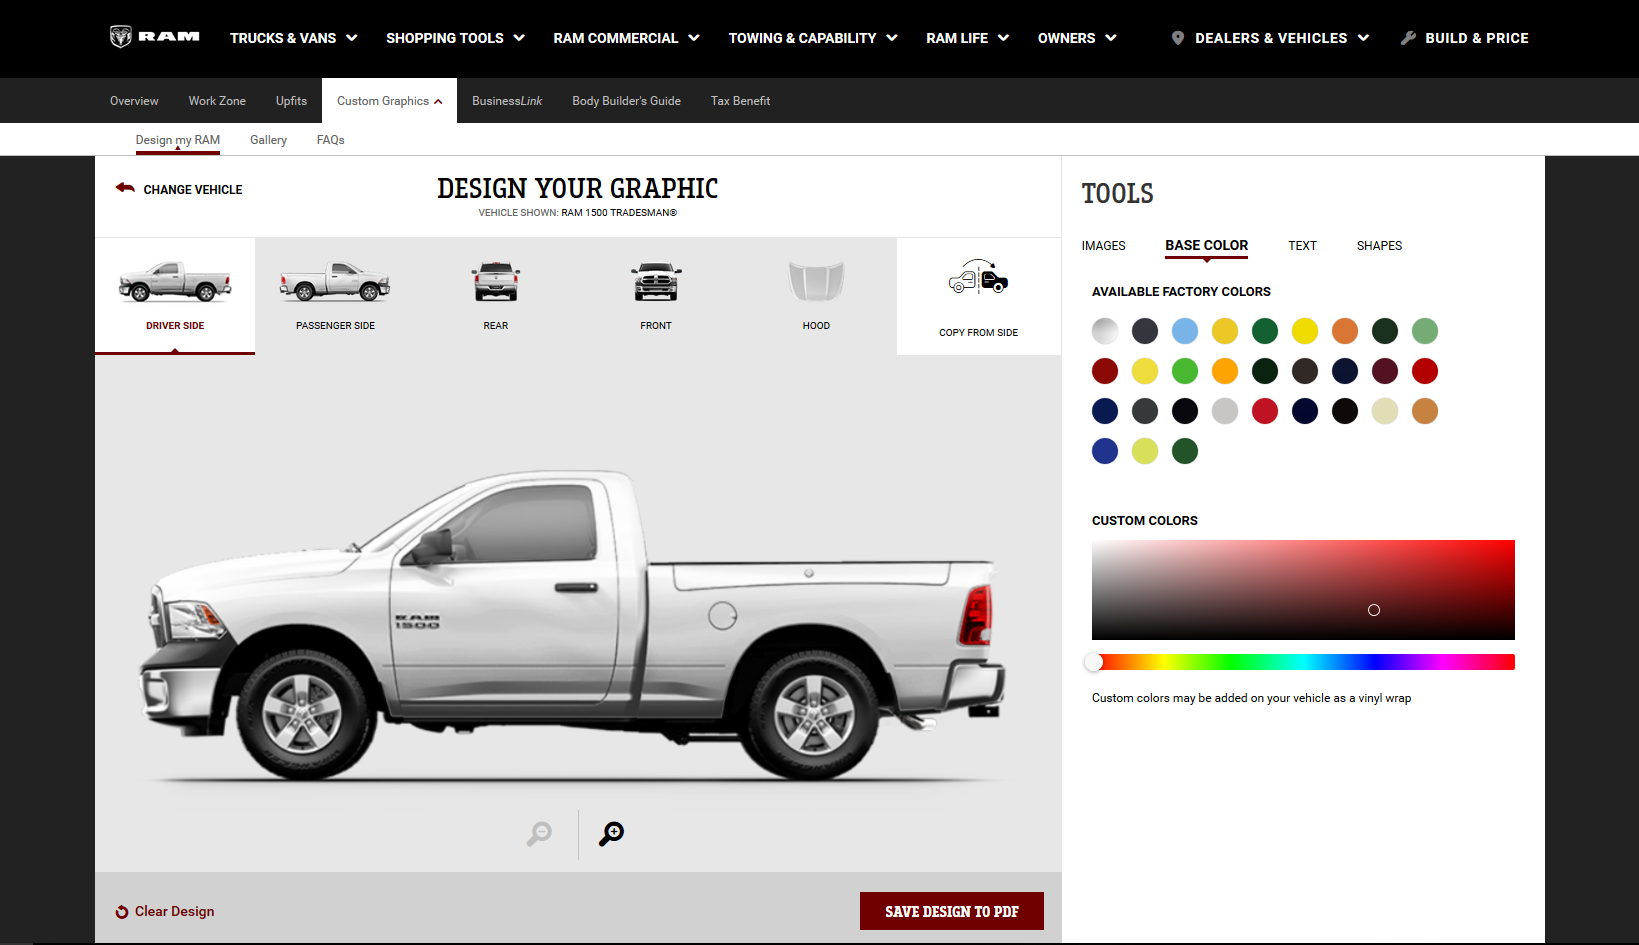 RAM TRUCKS & VANS SHOPPING TOOLS RAM COMMERCIAL TOWING & CAPABILITY RAM LIFE OWNERS DEALERS & VEHICLES BUILD & PRICE
Overview Work Zone Upfits Custom Graphics BusinessLink Body Builder's Guide Tax Benefit
Design my RAM Gallery FAQs
CHANGE VEHICLE
DESIGN YOUR GRAPHIC
VEHICLE SHOWN: RAM 1500 TRADESMAN®
DRIVER SIDE PASSENGER SIDE REAR FRONT HOOD COPY FROM SIDE
RAM
1500
Clear Design
SAVE DESIGN TO PDF
TOOLS
IMAGES BASE COLOR TEXT SHAPES
AVAILABLE FACTORY COLORS
CUSTOM COLORS
Custom colors may be added on your vehicle as a vinyl wrap